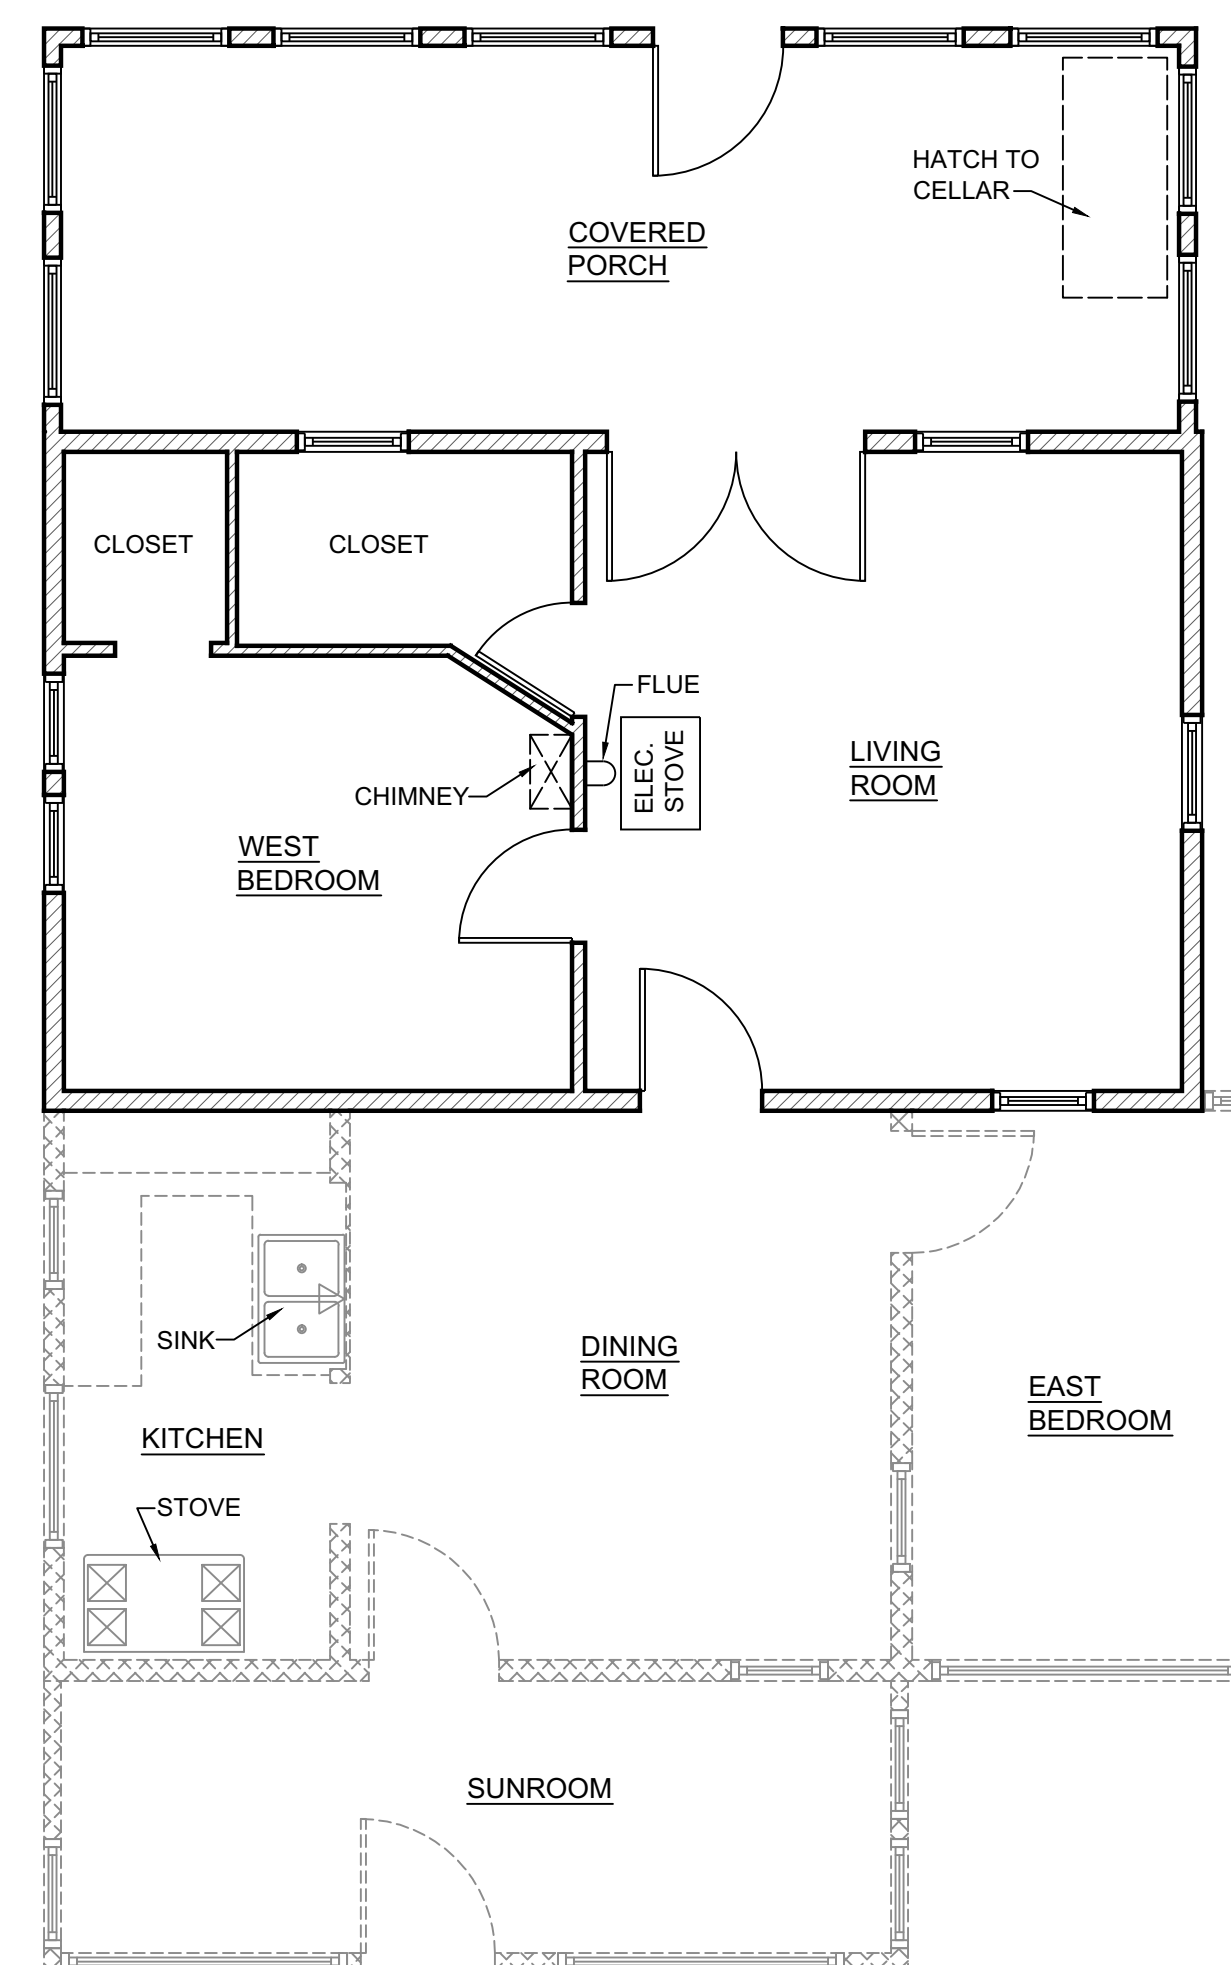 HATCH TO
CELLAR
COVERED
PORCH
CLOSET
CLOSET
FLUE
ELEC.
STOVE
LIVING
ROOM
CHIMNEY
WEST
BEDROOM
SINK
DINING
ROOM
EAST
BEDROOM
KITCHEN
STOVE
SUNROOM